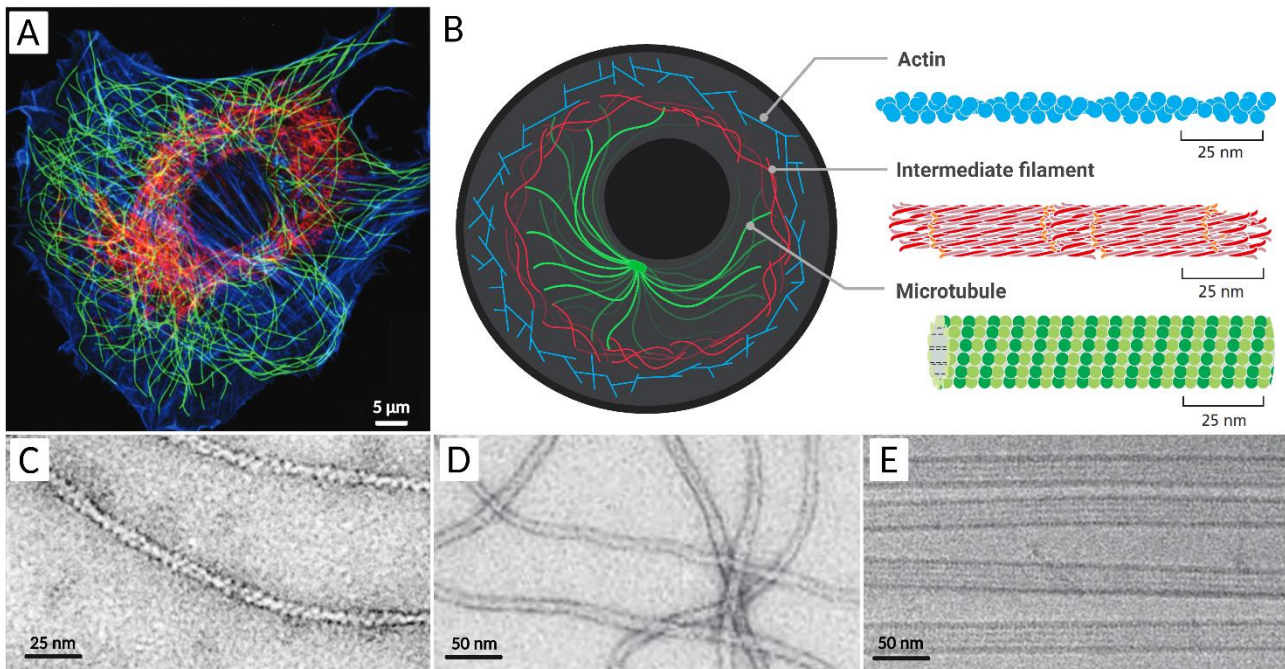 A
B
Actin
25 nm
Intermediate filament
25 nm
Microtubule
25 nm
5 μm
C
D
E
25 nm
50 nm
50 nm